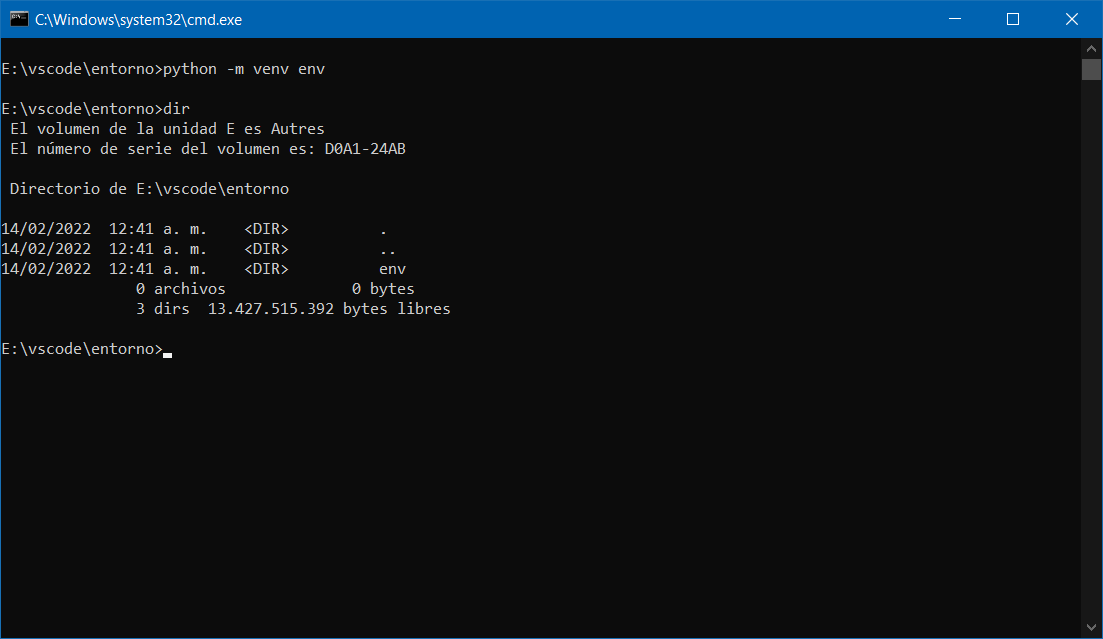 C:\Windows\system32\cmd.exe
E:\vscode\entorno>python -m venv env
E:\vscode\entorno>dir
 El volumen de la unidad E es Autres
 El número de serie del volumen es: D0A1-24AB
 Directorio de E:\vscode\entorno
14/02/2022  12:41 a. m.    <DIR>          .
14/02/2022  12:41 a. m.    <DIR>          ..
14/02/2022  12:41 a. m.    <DIR>          env
               0 archivos              0 bytes
               3 dirs  13.427.515.392 bytes libres
E:\vscode\entorno>